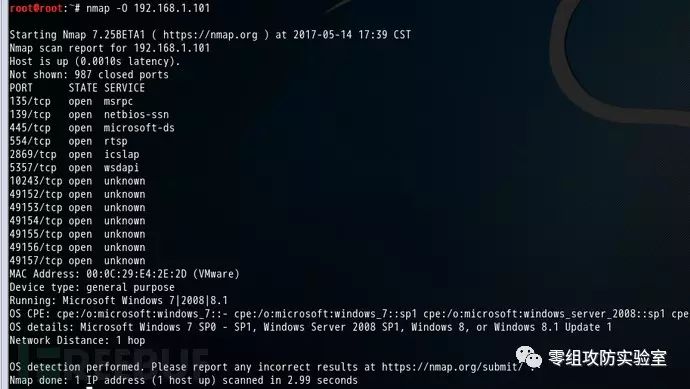 root@root:~# nmap -O 192.168.1.101
Starting Nmap 7.25BETA1 ( https://nmap.org ) at 2017-05-14 17:39 CST
Nmap scan report for 192.168.1.101
Host is up (0.0010s latency).
Not shown: 987 closed ports
PORT      STATE SERVICE
135/tcp   open  msrpc
139/tcp   open  netbios-ssn
445/tcp   open  microsoft-ds
554/tcp   open  rtsp
2869/tcp  open  icslap
5357/tcp  open  wsdapi
10243/tcp open  unknown
49152/tcp open  unknown
49153/tcp open  unknown
49154/tcp open  unknown
49155/tcp open  unknown
49156/tcp open  unknown
49157/tcp open  unknown
MAC Address: 00:0C:29:E4:2E:2D (VMware)
Device type: general purpose
Running: Microsoft Windows 7|2008|8.1
OS CPE: cpe:/o:microsoft:windows_7::- cpe:/o:microsoft:windows_7::sp1 cpe:/o:microsoft:windows_server_2008::sp1 cpe
OS details: Microsoft Windows 7 SP0 - SP1, Windows Server 2008 SP1, Windows 8, or Windows 8.1 Update 1
Network Distance: 1 hop
OS detection performed. Please report any incorrect results at https://nmap.org/submit/
Nmap done: 1 IP address (1 host up) scanned in 2.99 seconds
零组攻防实验室